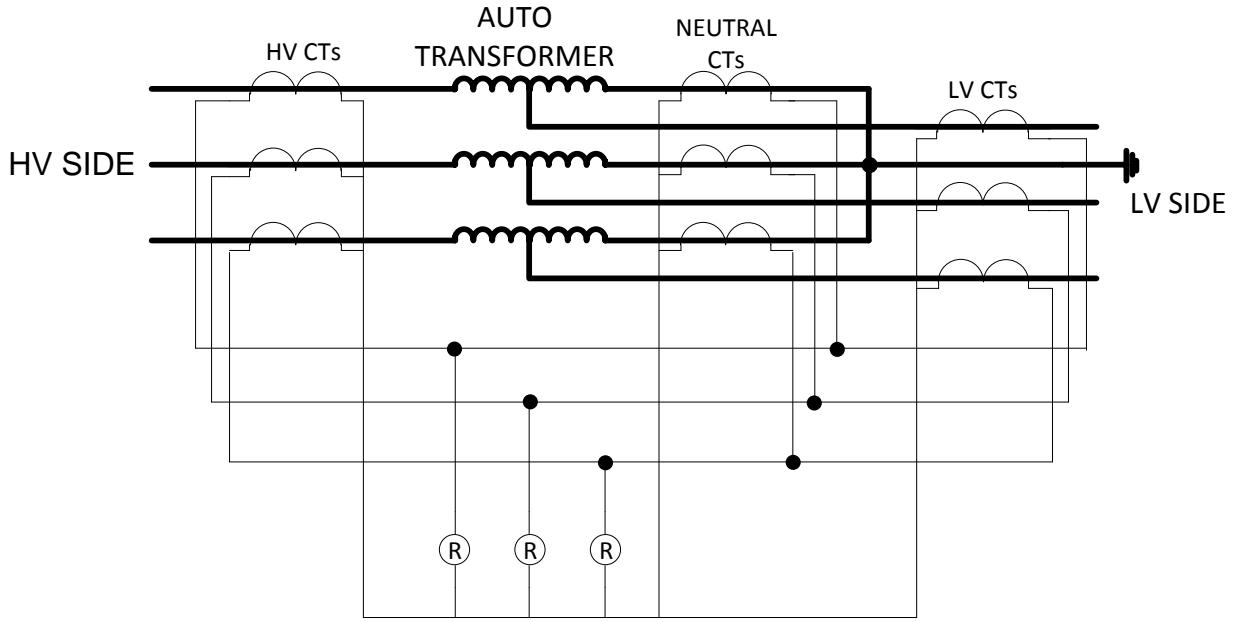 AUTO
TRANSFORMER
NEUTRAL
CTs
HV CTs
LV CTs
HV SIDE
LV SIDE
R
R
R